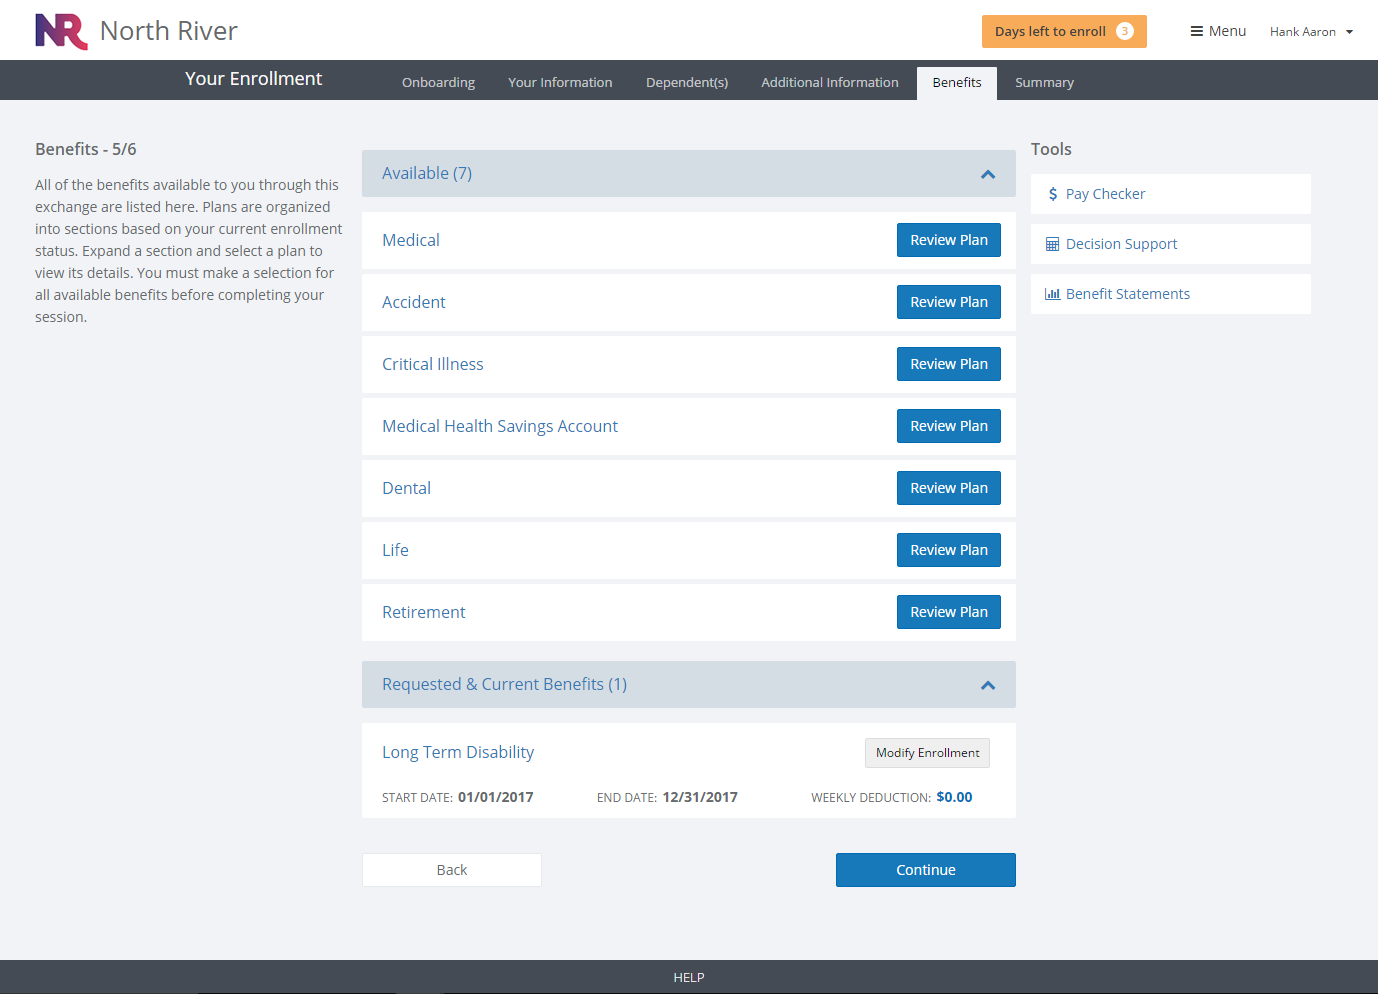 NR North River
Days left to enroll 3
Menu
Hank Aaron
Your Enrollment
Onboarding
Your Information
Dependent(s)
Additional Information
Benefits
Summary
Benefits - 5/6
All of the benefits available to you through this
exchange are listed here. Plans are organized
into sections based on your current enrollment
status. Expand a section and select a plan to
view its details. You must make a selection for
all available benefits before completing your
session.
Available (7)
Medical
Review Plan
Accident
Review Plan
Critical Illness
Review Plan
Medical Health Savings Account
Review Plan
Dental
Review Plan
Life
Review Plan
Retirement
Review Plan
Requested & Current Benefits (1)
Long Term Disability
Modify Enrollment
START DATE: 01/01/2017
END DATE: 12/31/2017
WEEKLY DEDUCTION: $0.00
Back
Continue
Tools
$ Pay Checker
Decision Support
Benefit Statements
HELP